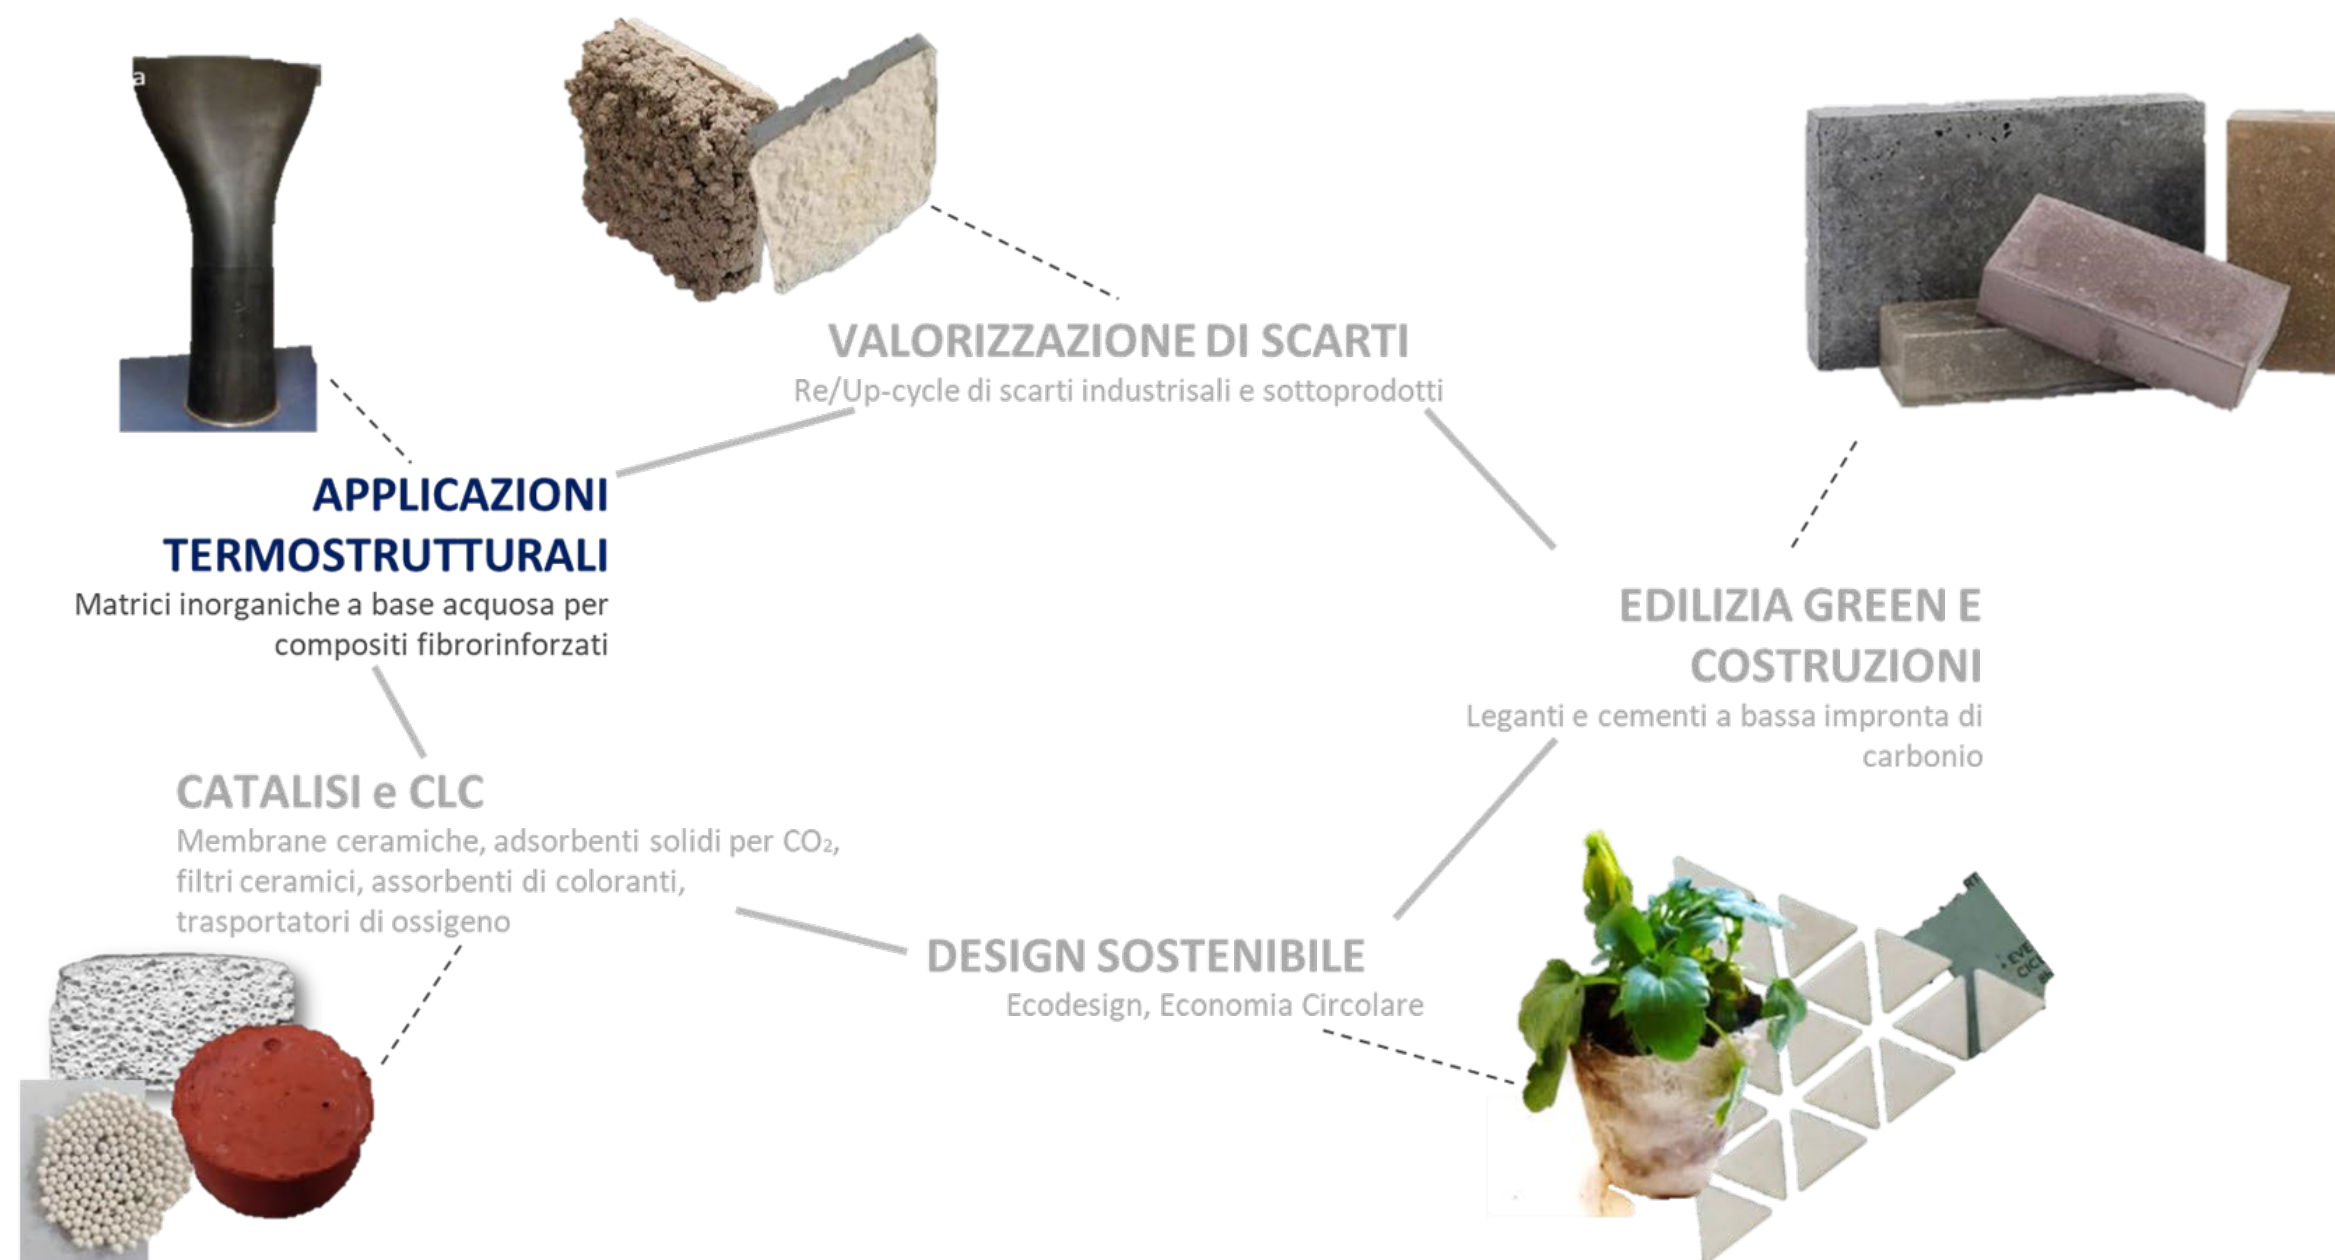 a
VALORIZZAZIONE DI SCARTI
Re/Up-cycle di scarti industrisali e sottoprodotti
APPLICAZIONI
TERMOSTRUTTURALI
Matrici inorganiche a base acquosa per
compositi fibrorinforzati
EDILIZIA GREEN E
COSTRUZIONI
Leganti e cementi a bassa impronta di
carbonio
CATALISI e CLC
Membrane ceramiche, adsorbenti solidi per CO₂,
filtri ceramici, assorbenti di coloranti,
trasportatori di ossigeno
DESIGN SOSTENIBILE
Ecodesign, Economia Circolare